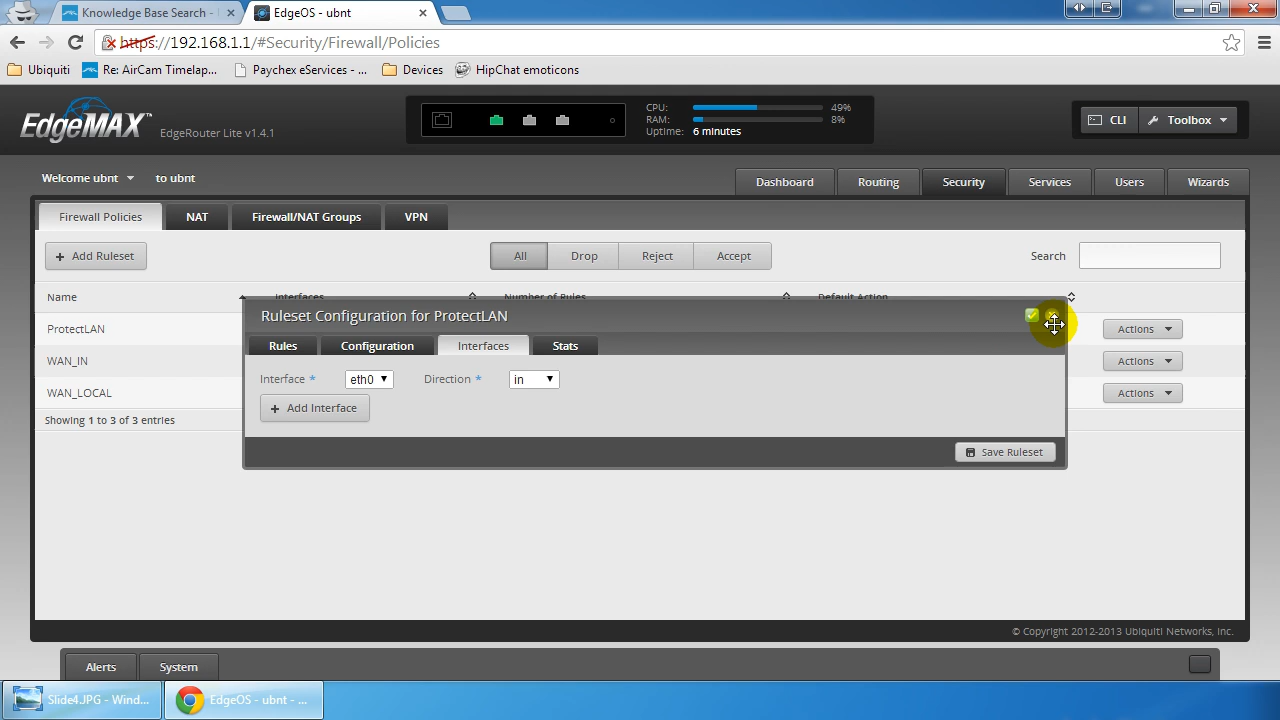 Knowledge Base Search -
EdgeOS - ubnt
https://192.168.1.1/#Security/Firewall/Policies
Ubiquiti
Re: AirCam Timelap...
Paychex eServices - ...
Devices
HipChat emoticons
EdgeMAX™
EdgeRouter Lite v1.4.1
CPU: 49%
RAM: 8%
Uptime: 6 minutes
CLI
Toolbox
Welcome ubnt
to ubnt
Dashboard
Routing
Security
Services
Users
Wizards
Firewall Policies
NAT
Firewall/NAT Groups
VPN
+ Add Ruleset
All
Drop
Reject
Accept
Search
Name
Interfaces
Number of Rules
Default Action
ProtectLAN
Actions
WAN_IN
Actions
WAN_LOCAL
Actions
Showing 1 to 3 of 3 entries
Ruleset Configuration for ProtectLAN
Rules
Configuration
Interfaces
Stats
Interface *
eth0
Direction *
in
+ Add Interface
Save Ruleset
© Copyright 2012-2013 Ubiquiti Networks, Inc.
Alerts
System
Slide4.JPG - Wind...
EdgeOS - ubnt - ...